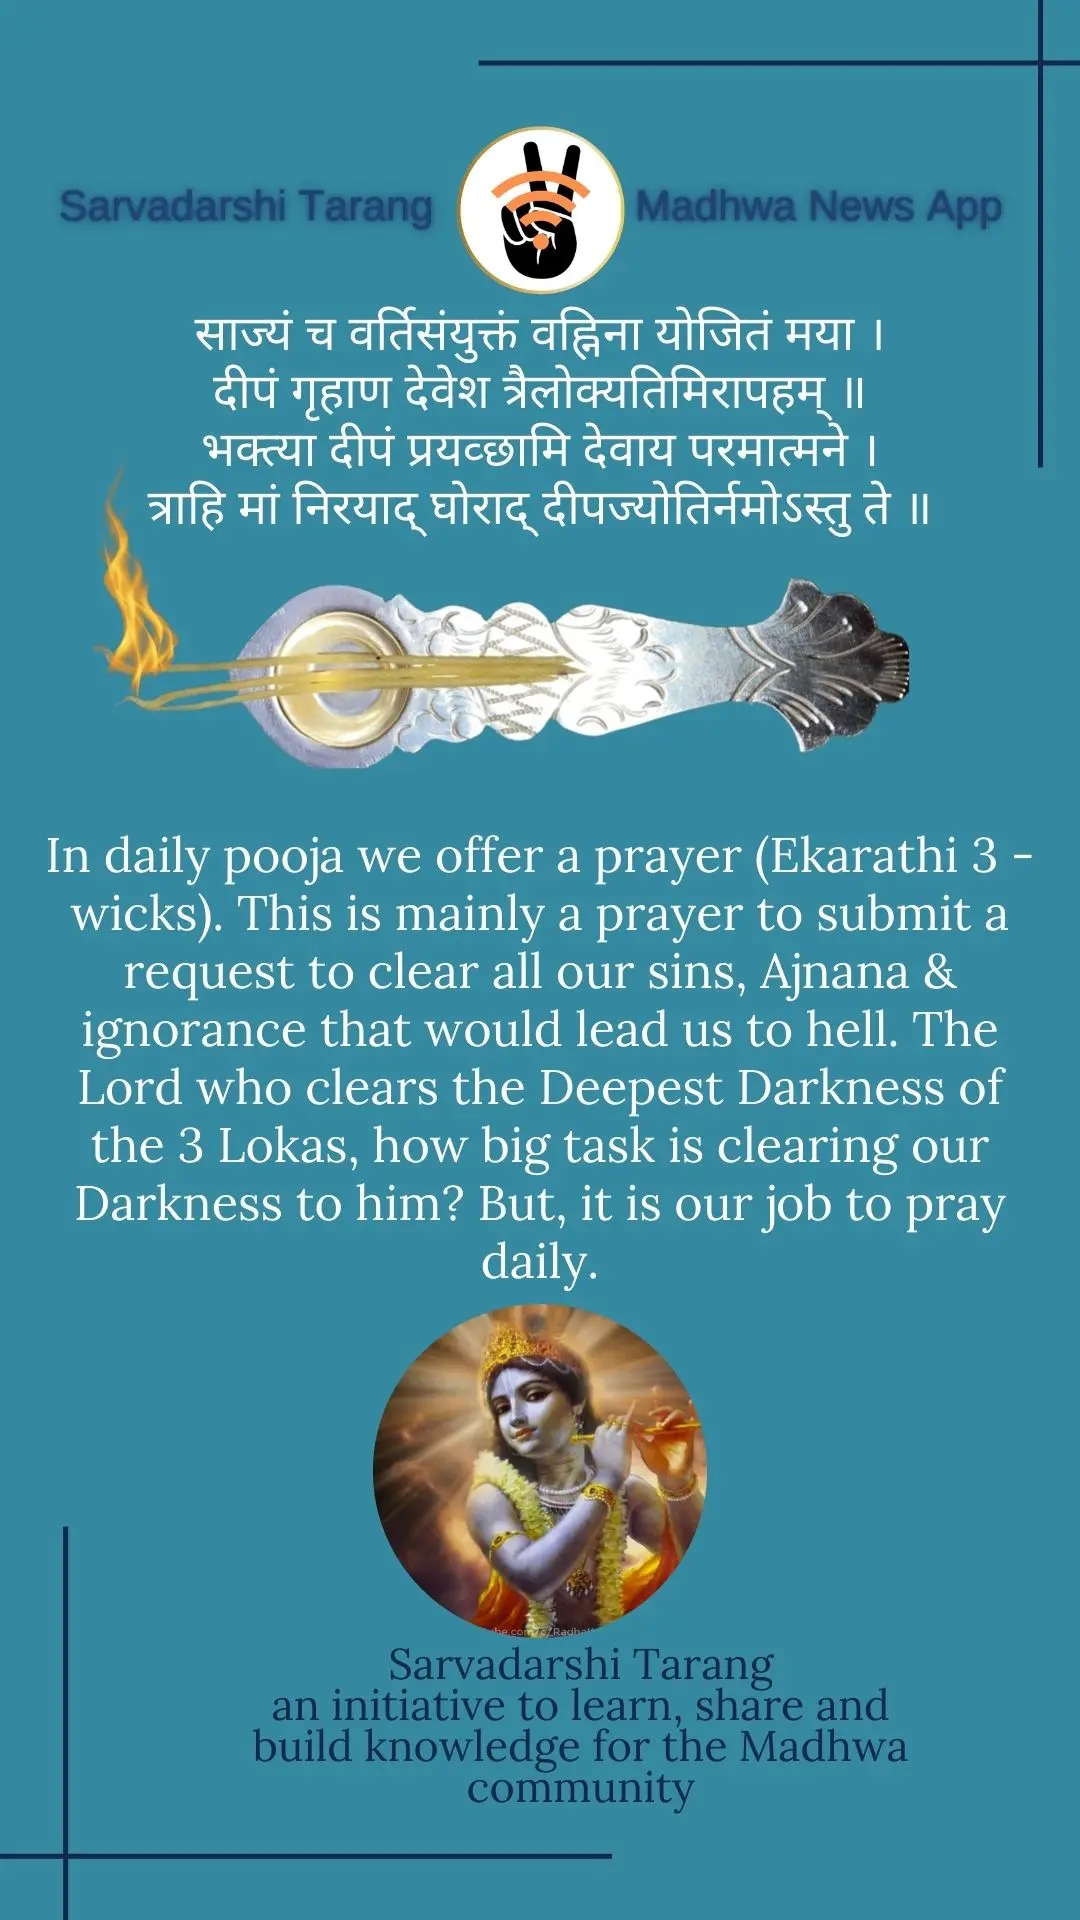 Sarvadarshi Tarang
Madhwa News App
साज्यं च वर्तिसंयुक्तं वह्निना योजितं मया ।
दीपं गृहाण देवेश त्रैलोक्यतिमिरापहम् ॥
भक्त्या दीपं प्रयव्छामि देवाय परमात्मने ।
त्राहि मां निरयाद् घोराद् दीपज्योतिर्नमोऽस्तु ते ॥
In daily pooja we offer a prayer (Ekarathi 3 -
wicks). This is mainly a prayer to submit a
request to clear all our sins, Ajnana &
ignorance that would lead us to hell. The
Lord who clears the Deepest Darkness of
the 3 Lokas, how big task is clearing our
Darkness to him? But, it is our job to pray
daily.
Sarvadarshi Tarang
an initiative to learn, share and
build knowledge for the Madhwa
community